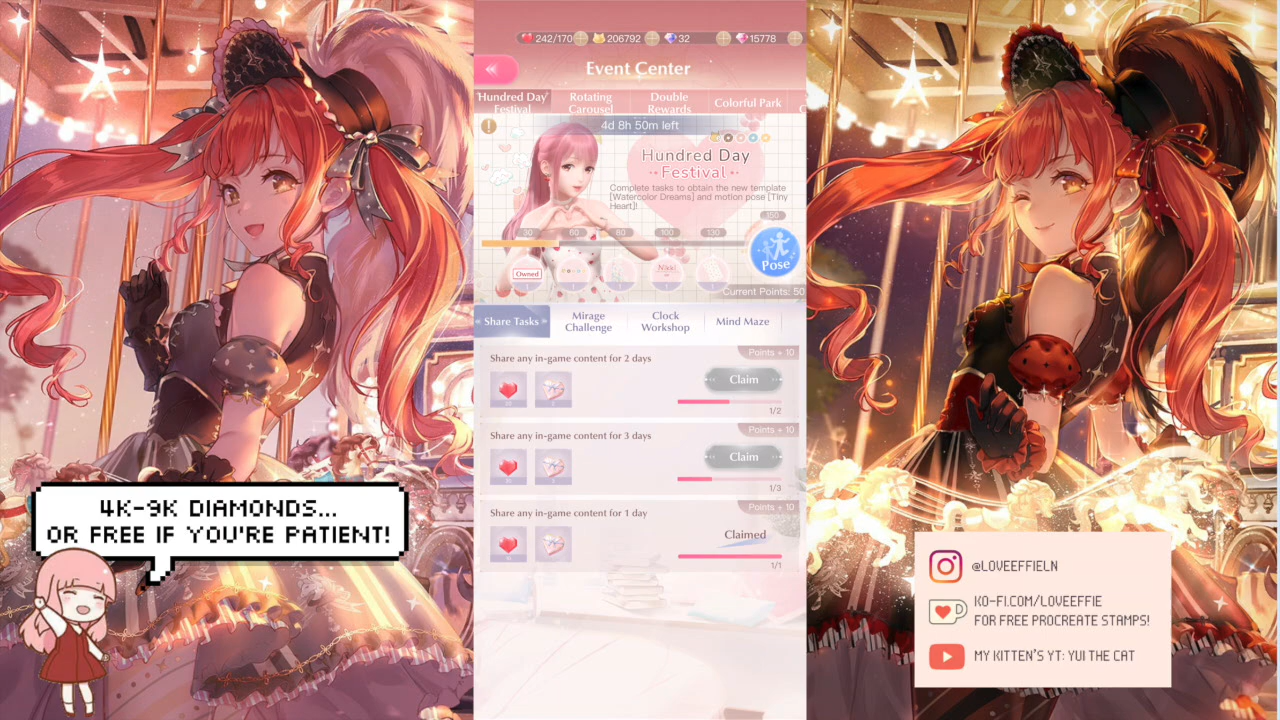 242/170
206792
32
15778
Event Center
Hundred Day
Festival
Rotating
Carousel
Double
Rewards
Colorful Park
4d 8h 50m left
Hundred Day
Festival
Complete tasks to obtain the new template
[Watercolor Dreams] and motion pose [Tiny
Heart]!
150
30
60
80
100
130
Pose
Owned
Nikki
1
1
1
1
1
Current Points: 50
Share Tasks
Mirage
Challenge
Clock
Workshop
Mind Maze
Points + 10
Share any in-game content for 2 days
Claim
1/2
Points + 10
Share any in-game content for 3 days
Claim
1/3
Points + 10
Share any in-game content for 1 day
Claimed
1/1
4K-9K DIAMONDS...
OR FREE IF YOU'RE PATIENT!
@LOVEEFFIELN
KO-FI.COM/LOVEEFFIE
FOR FREE PROCREATE STAMPS!
MY KITTEN'S YT: YUI THE CAT